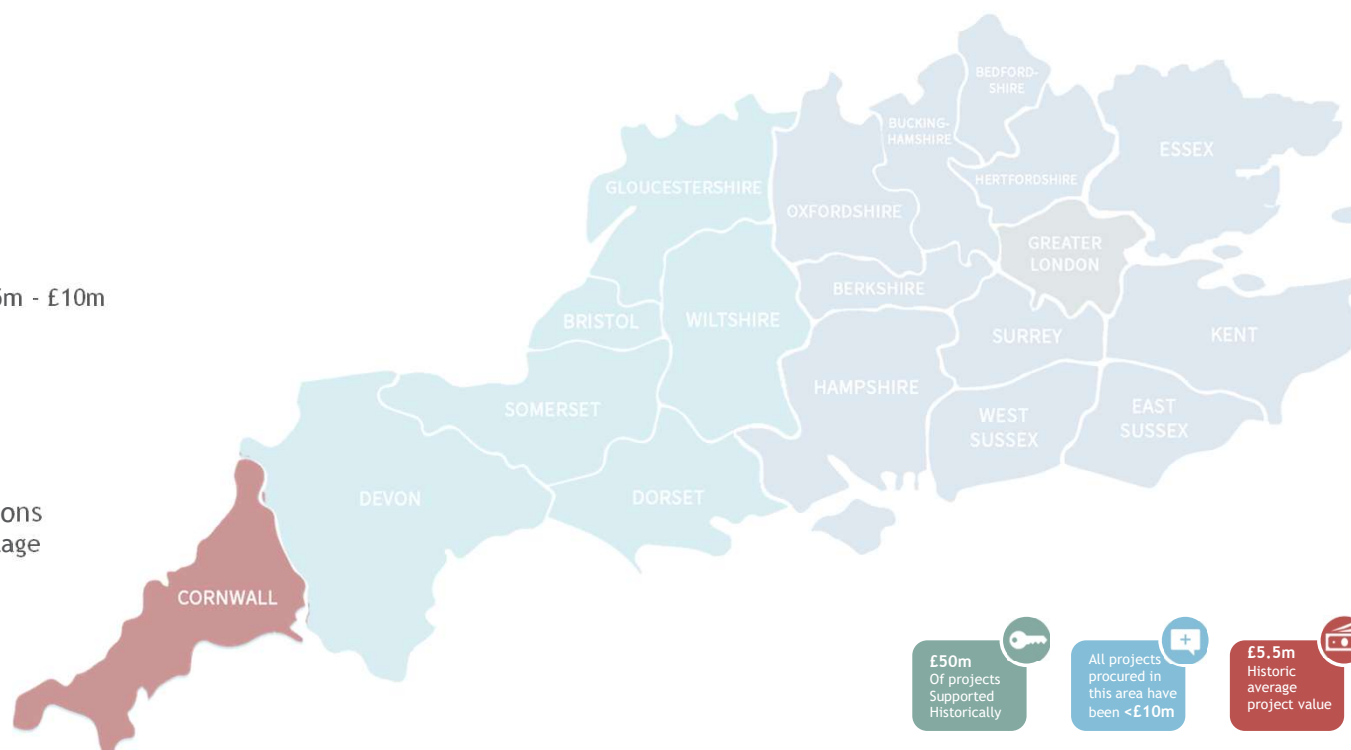 BEDFORD-
SHIRE
BUCKING-
HAMSHIRE
ESSEX
HERTFORDSHIRE
GLOUCESTERSHIRE
OXFORDSHIRE
GREATER
LONDON
BERKSHIRE
m - £10m
BRISTOL
WILTSHIRE
SURREY
KENT
HAMPSHIRE
SOMERSET
WEST
SUSSEX
EAST
SUSSEX
DEVON
DORSET
ons
age
CORNWALL
£50m
Of projects
Supported
Historically
All projects
procured in
this area have
been <£10m
£5.5m
Historic
average
project value